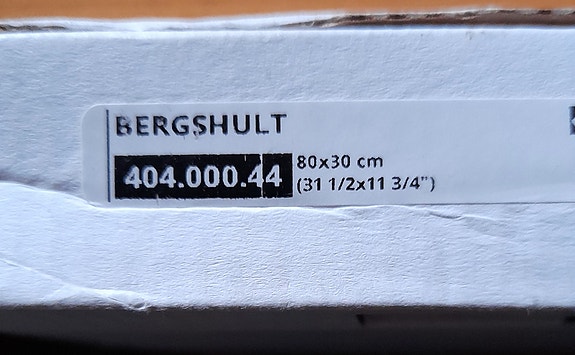 BERGSHULT
404.000.44
80x30 cm
(31 1/2x11 3/4")